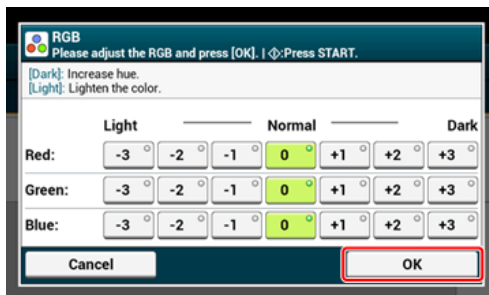 RGB
Please adjust the RGB and press [OK]. | :Press START.
[Dark]: Increase hue.
[Light]: Lighten the color.
Light Normal Dark
Red: -3 -2 -1 0 +1 +2 +3
Green: -3 -2 -1 0 +1 +2 +3
Blue: -3 -2 -1 0 +1 +2 +3
Cancel OK